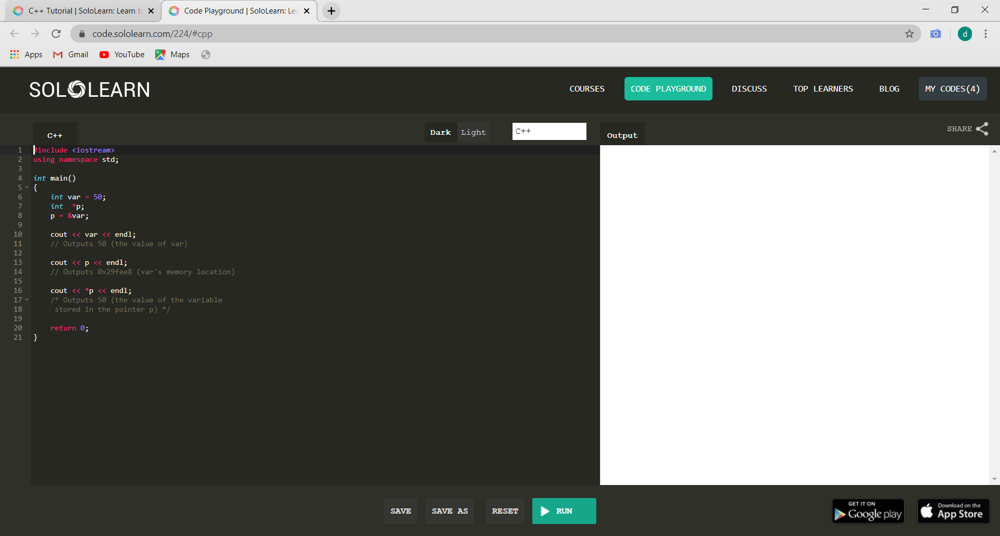 C++ Tutorial | SoloLearn: Learn to
Code Playground | SoloLearn: Lea
code.sololearn.com/224/#cpp
d
Apps
Gmail
YouTube
Maps
SOLOLEARN
COURSES
CODE PLAYGROUND
DISCUSS
TOP LEARNERS
BLOG
MY CODES(4)
C++
Dark
Light
C++
Output
SHARE
1 #include <iostream>
2 using namespace std;
3
4 int main()
5 {
6     int var = 50;
7     int  *p;
8     p = &var;
9
10     cout << var << endl;
11     // Outputs 50 (the value of var)
12
13     cout << p << endl;
14     // Outputs 0x29fee8 (var's memory location)
15
16     cout << *p << endl;
17     /* Outputs 50 (the value of the variable
18      stored in the pointer p) */
19
20     return 0;
21 }
SAVE
SAVE AS
RESET
RUN
GET IT ON
Google play
Download on the
App Store